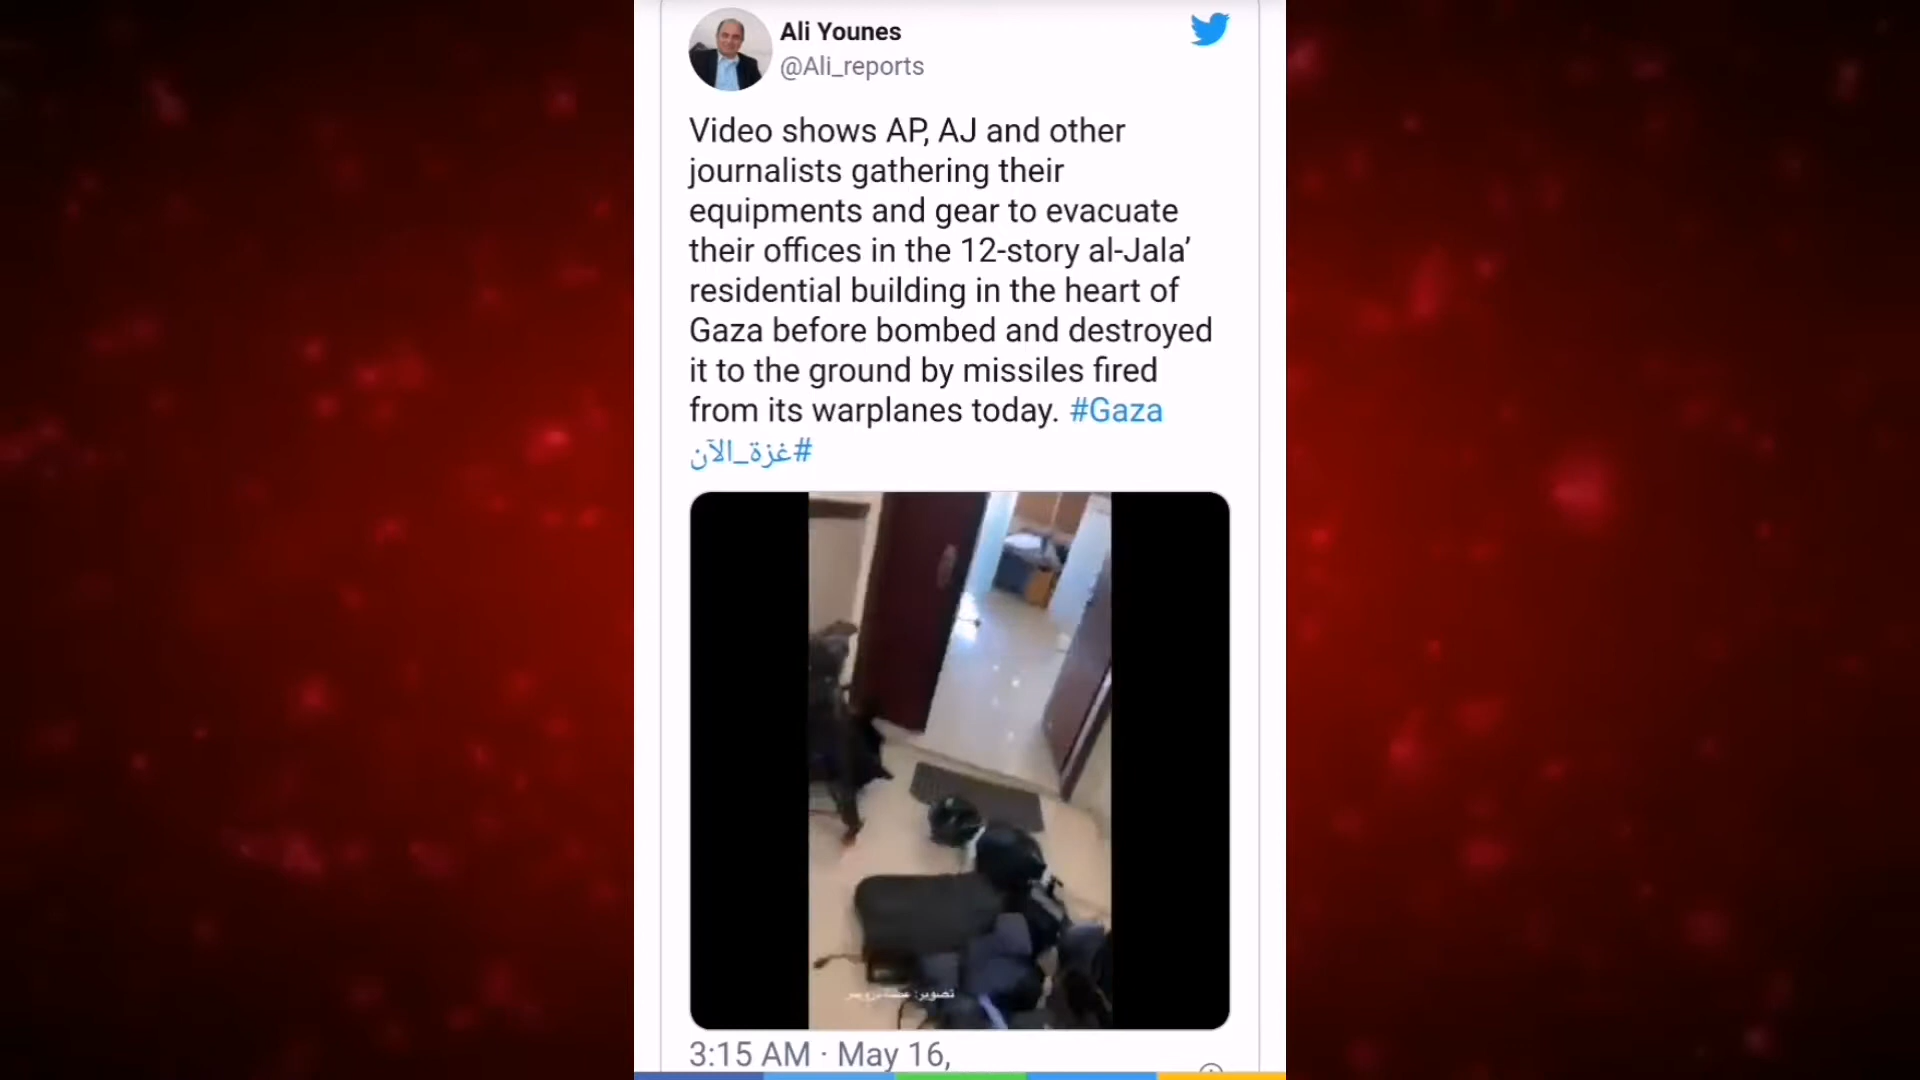 Ali Younes
@Ali_reports
Video shows AP, AJ and other
journalists gathering their
equipments and gear to evacuate
their offices in the 12-story al-Jala’
residential building in the heart of
Gaza before bombed and destroyed
it to the ground by missiles fired
from its warplanes today. #Gaza
#غزة_الآن
تصوير:
3:15 AM · May 16,